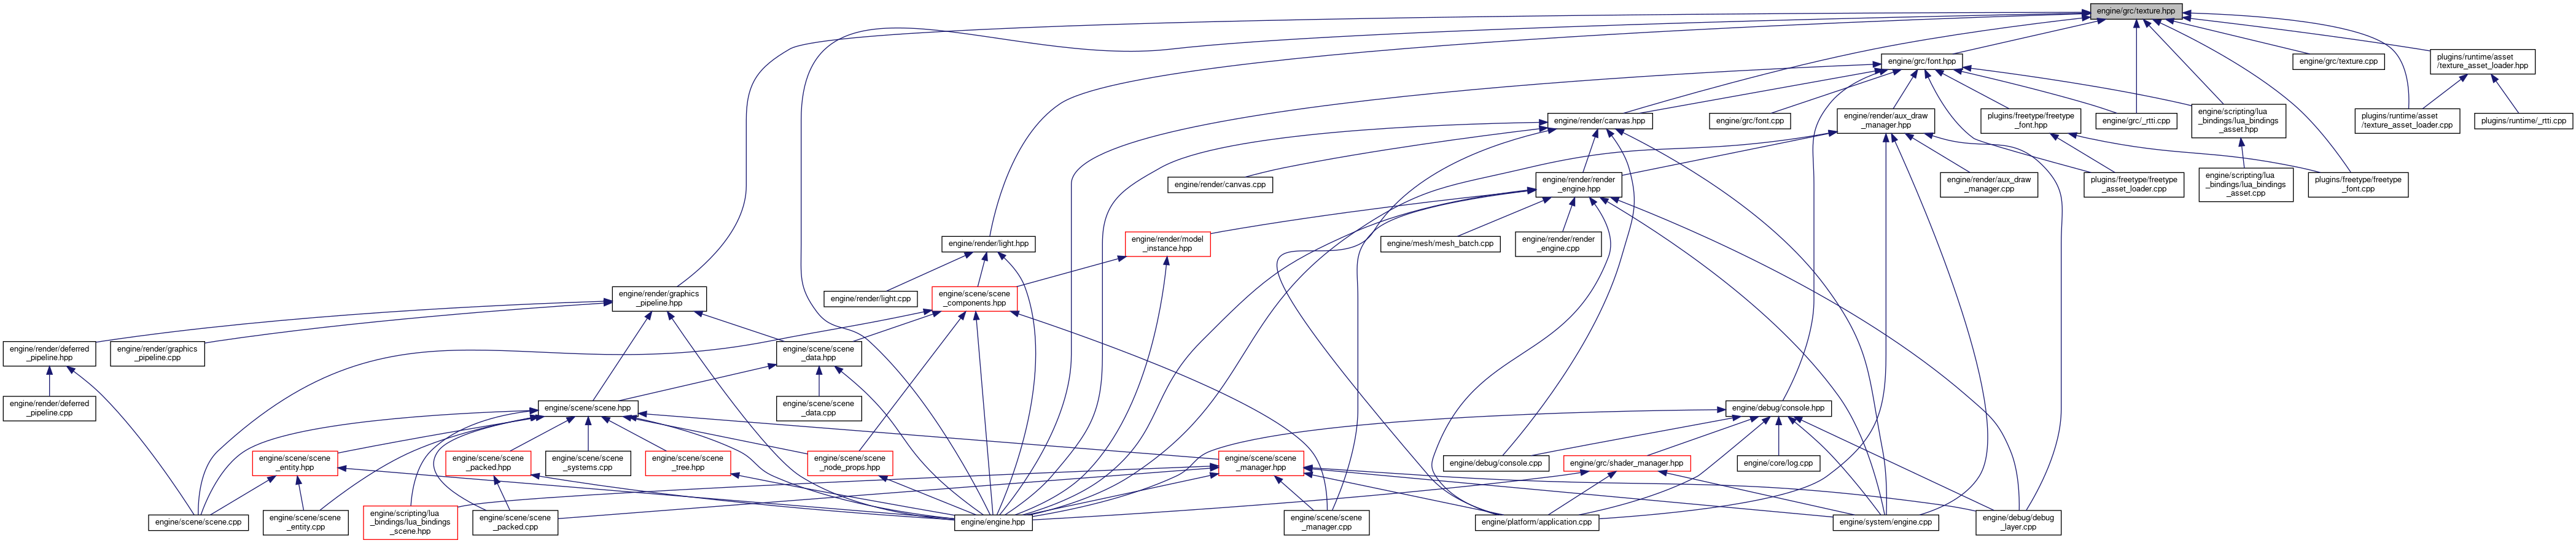 engine/grc/texture.hpp
engine/grc/font.hpp
engine/grc/texture.cpp
plugins/runtime/asset
/texture_asset_loader.hpp
engine/render/canvas.hpp
engine/grc/font.cpp
engine/render/aux_draw
_manager.hpp
plugins/freetype/freetype
_font.hpp
engine/grc/_rtti.cpp
engine/scripting/lua
_bindings/lua_bindings
_asset.hpp
plugins/runtime/asset
/texture_asset_loader.cpp
plugins/runtime/_rtti.cpp
engine/render/canvas.cpp
engine/render/render
_engine.hpp
engine/render/aux_draw
_manager.cpp
plugins/freetype/freetype
_asset_loader.cpp
engine/scripting/lua
_bindings/lua_bindings
_asset.cpp
plugins/freetype/freetype
_font.cpp
engine/render/light.hpp
engine/render/model
_instance.hpp
engine/mesh/mesh_batch.cpp
engine/render/render
_engine.cpp
engine/render/graphics
_pipeline.hpp
engine/render/light.cpp
engine/scene/scene
_components.hpp
engine/render/deferred
_pipeline.hpp
engine/render/graphics
_pipeline.cpp
engine/scene/scene
_data.hpp
engine/render/deferred
_pipeline.cpp
engine/scene/scene.hpp
engine/scene/scene
_data.cpp
engine/debug/console.hpp
engine/scene/scene
_entity.hpp
engine/scene/scene
_packed.hpp
engine/scene/scene
_systems.cpp
engine/scene/scene
_tree.hpp
engine/scene/scene
_node_props.hpp
engine/scene/scene
_manager.hpp
engine/debug/console.cpp
engine/grc/shader_manager.hpp
engine/core/log.cpp
engine/scene/scene.cpp
engine/scene/scene
_entity.cpp
engine/scripting/lua
_bindings/lua_bindings
_scene.hpp
engine/scene/scene
_packed.cpp
engine/engine.hpp
engine/scene/scene
_manager.cpp
engine/platform/application.cpp
engine/system/engine.cpp
engine/debug/debug
_layer.cpp